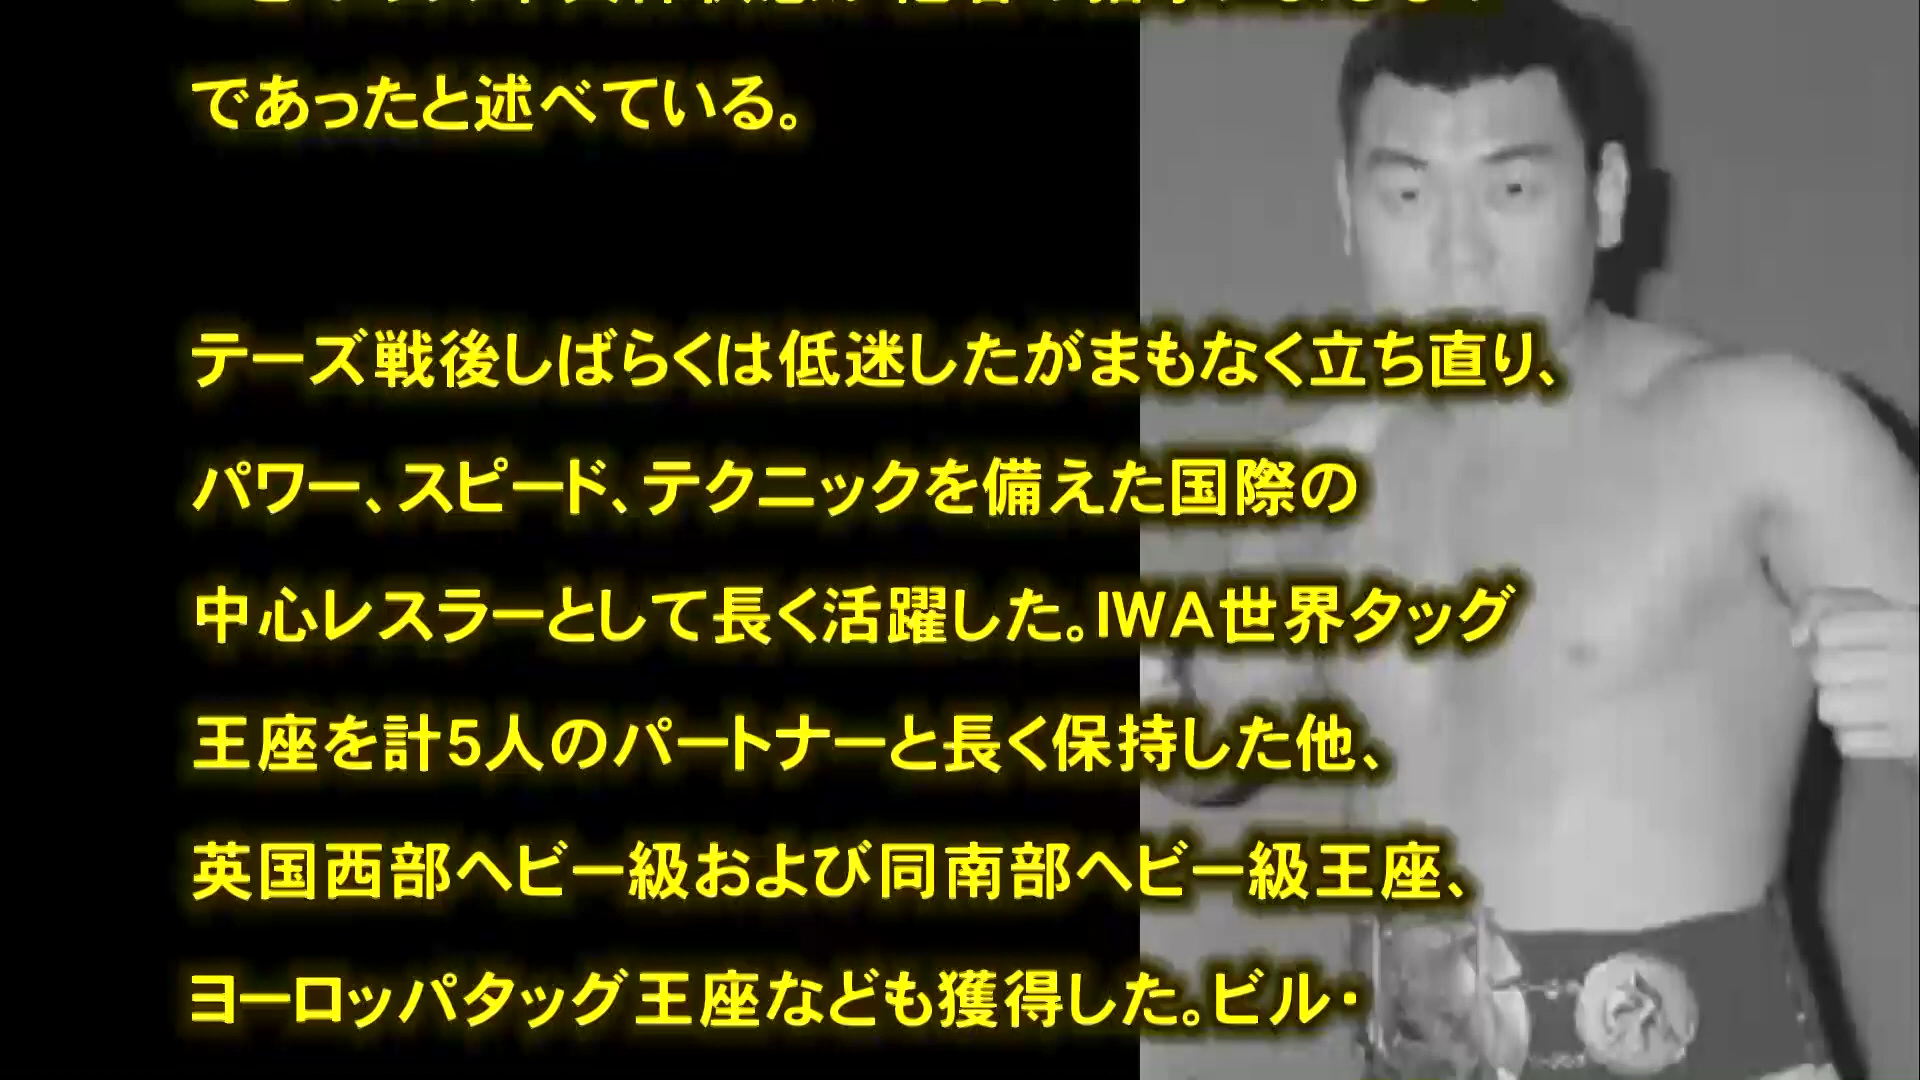 であったと述べている。
テーズ戦後しばらくは低迷したがまもなく立ち直り、
パワー、スピード、テクニックを備えた国際の
中心レスラーとして長く活躍した。IWA世界タッグ
王座を計5人のパートナーと長く保持した他、
英国西部ヘビー級および同南部ヘビー級王座、
ヨーロッパタッグ王座なども獲得した。ビル・